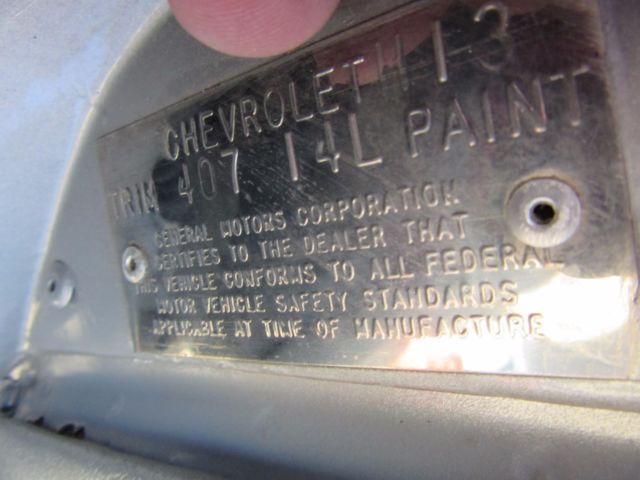 CHEVROLET 113
TRIM 407 14L PAINT
GENERAL MOTORS CORPORATION
CERTIFIES TO THE DEALER THAT
THIS VEHICLE CONFORMS TO ALL FEDERAL
MOTOR VEHICLE SAFETY STANDARDS
APPLICABLE AT TIME OF MANUFACTURE